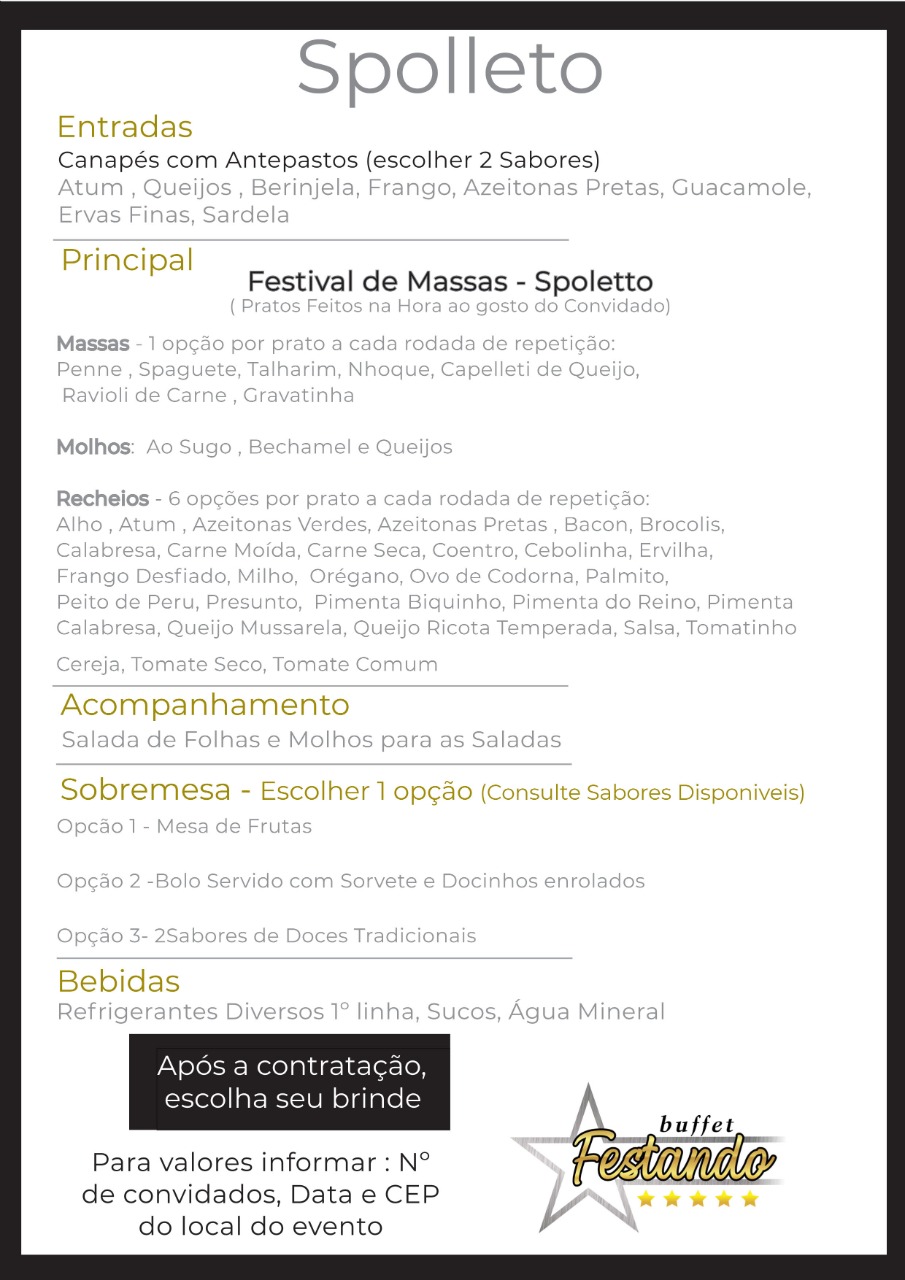 Spolleto
Entradas
Canapés com Antepastos (escolher 2 Sabores)
Atum , Queijos , Berinjela, Frango, Azeitonas Pretas, Guacamole,
Ervas Finas, Sardela
Principal
Festival de Massas - Spoletto
( Pratos Feitos na Hora ao gosto do Convidado)
Massas - 1 opção por prato a cada rodada de repetição:
Penne , Spaguete, Talharim, Nhoque, Capelleti de Queijo,
Ravioli de Carne , Gravatinha
Molhos: Ao Sugo , Bechamel e Queijos
Recheios - 6 opções por prato a cada rodada de repetição:
Alho , Atum , Azeitonas Verdes, Azeitonas Pretas , Bacon, Brocolis,
Calabresa, Carne Moída, Carne Seca, Coentro, Cebolinha, Ervilha,
Frango Desfiado, Milho, Orégano, Ovo de Codorna, Palmito,
Peito de Peru, Presunto, Pimenta Biquinho, Pimenta do Reino, Pimenta
Calabresa, Queijo Mussarela, Queijo Ricota Temperada, Salsa, Tomatinho
Cereja, Tomate Seco, Tomate Comum
Acompanhamento
Salada de Folhas e Molhos para as Saladas
Sobremesa - Escolher 1 opção (Consulte Sabores Disponiveis)
Opcão 1 - Mesa de Frutas
Opção 2 -Bolo Servido com Sorvete e Docinhos enrolados
Opção 3- 2Sabores de Doces Tradicionais
Bebidas
Refrigerantes Diversos 1º linha, Sucos, Água Mineral
Após a contratação,
escolha seu brinde
Para valores informar : Nº
de convidados, Data e CEP
do local do evento
buffet
Festando